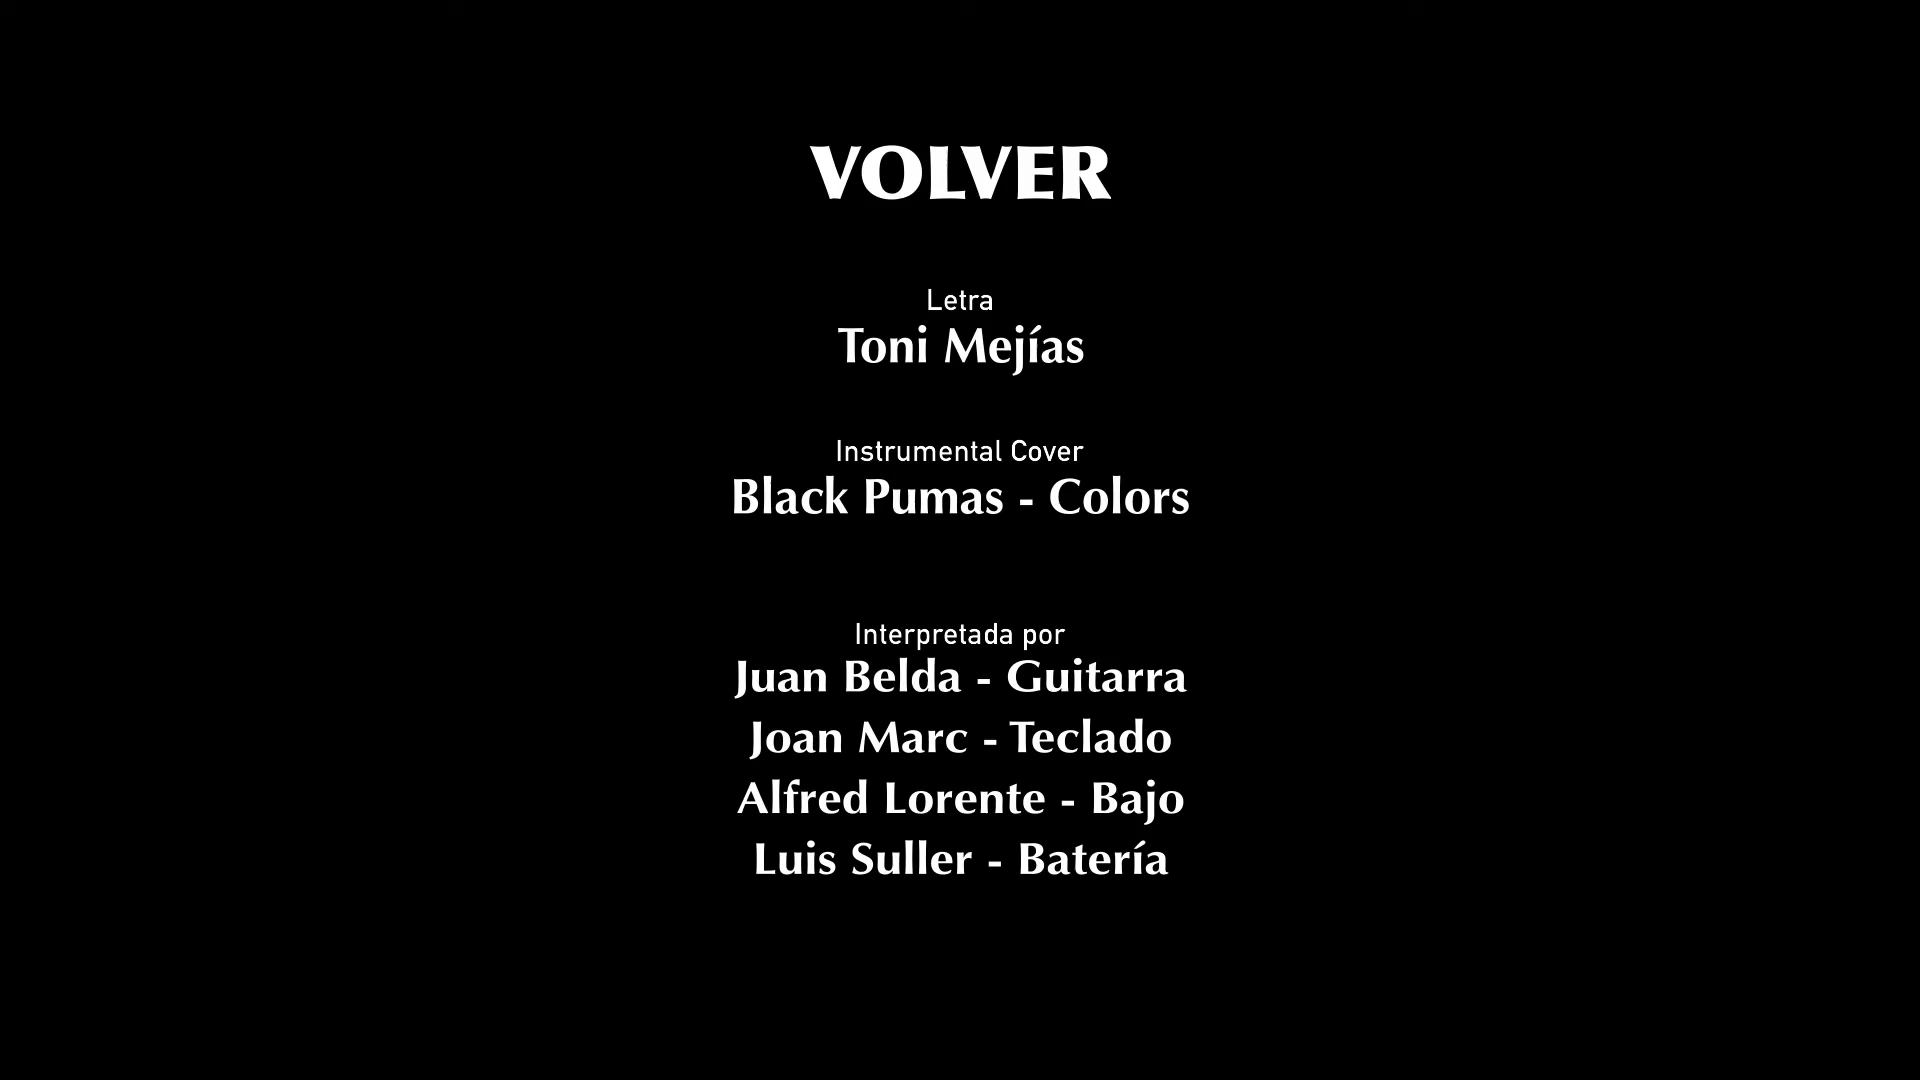 VOLVER
Letra
Toni Mejías
Instrumental Cover
Black Pumas - Colors
Interpretada por
Juan Belda - Guitarra
Joan Marc - Teclado
Alfred Lorente - Bajo
Luis Suller - Batería